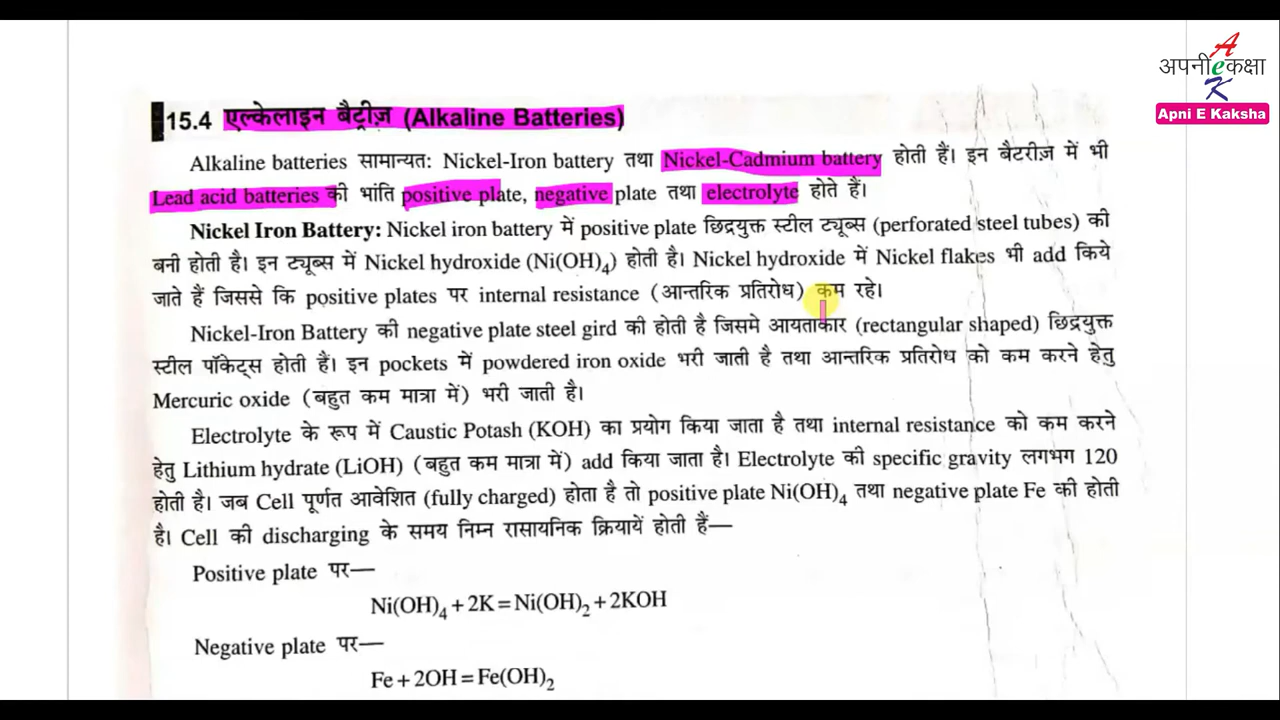 अपनी e कक्षा
A
K
Apni E Kaksha
15.4 एल्केलाइन बैट्रीज़ (Alkaline Batteries)
Alkaline batteries सामान्यत: Nickel-Iron battery तथा Nickel-Cadmium battery होती हैं। इन बैटरीज़ में भी
Lead acid batteries की भांति positive plate, negative plate तथा electrolyte होते हैं।
Nickel Iron Battery: Nickel iron battery में positive plate छिद्रयुक्त स्टील ट्यूब्स (perforated steel tubes) की
बनी होती है। इन ट्यूब्स में Nickel hydroxide (Ni(OH)₄) होती है। Nickel hydroxide में Nickel flakes भी add किये
जाते हैं जिससे कि positive plates पर internal resistance (आन्तरिक प्रतिरोध) कम रहे।
Nickel-Iron Battery की negative plate steel gird की होती है जिसमे आयताकार (rectangular shaped) छिद्रयुक्त
स्टील पॉकेट्स होती हैं। इन pockets में powdered iron oxide भरी जाती है तथा आन्तरिक प्रतिरोध को कम करने हेतु
Mercuric oxide (बहुत कम मात्रा में) भरी जाती है।
Electrolyte के रूप में Caustic Potash (KOH) का प्रयोग किया जाता है तथा internal resistance को कम करने
हेतु Lithium hydrate (LiOH) (बहुत कम मात्रा में) add किया जाता है। Electrolyte की specific gravity लगभग 120
होती है। जब Cell पूर्णत आवेशित (fully charged) होता है तो positive plate Ni(OH)₄ तथा negative plate Fe की होती
है। Cell की discharging के समय निम्न रासायनिक क्रियायें होती हैं—
Positive plate पर—
Ni(OH)₄ + 2K = Ni(OH)₂ + 2KOH
Negative plate पर—
Fe + 2OH = Fe(OH)₂